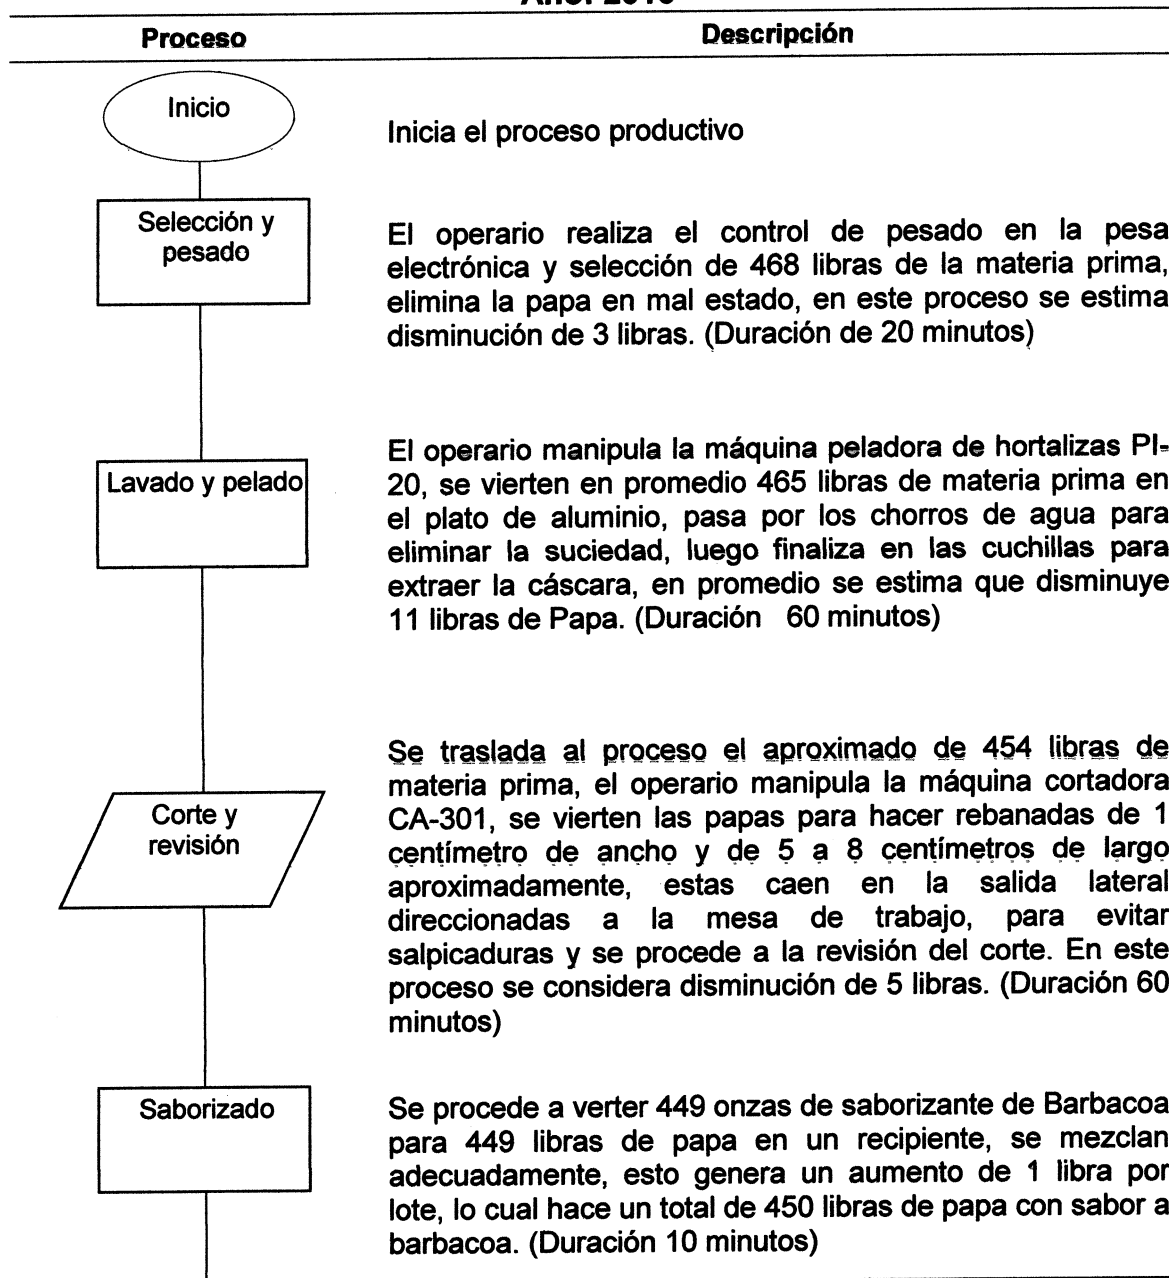 Proceso Descripción
Inicio
Inicia el proceso productivo
Selección y
pesado
El operario realiza el control de pesado en la pesa
electrónica y selección de 468 libras de la materia prima,
elimina la papa en mal estado, en este proceso se estima
disminución de 3 libras. (Duración de 20 minutos)
Lavado y pelado
El operario manipula la máquina peladora de hortalizas PI-
20, se vierten en promedio 465 libras de materia prima en
el plato de aluminio, pasa por los chorros de agua para
eliminar la suciedad, luego finaliza en las cuchillas para
extraer la cáscara, en promedio se estima que disminuye
11 libras de Papa. (Duración 60 minutos)
Corte y
revisión
Se traslada al proceso el aproximado de 454 libras de
materia prima, el operario manipula la máquina cortadora
CA-301, se vierten las papas para hacer rebanadas de 1
centímetro de ancho y de 5 a 8 centímetros de largo
aproximadamente, estas caen en la salida lateral
direccionadas a la mesa de trabajo, para evitar
salpicaduras y se procede a la revisión del corte. En este
proceso se considera disminución de 5 libras. (Duración 60
minutos)
Saborizado
Se procede a verter 449 onzas de saborizante de Barbacoa
para 449 libras de papa en un recipiente, se mezclan
adecuadamente, esto genera un aumento de 1 libra por
lote, lo cual hace un total de 450 libras de papa con sabor a
barbacoa. (Duración 10 minutos)